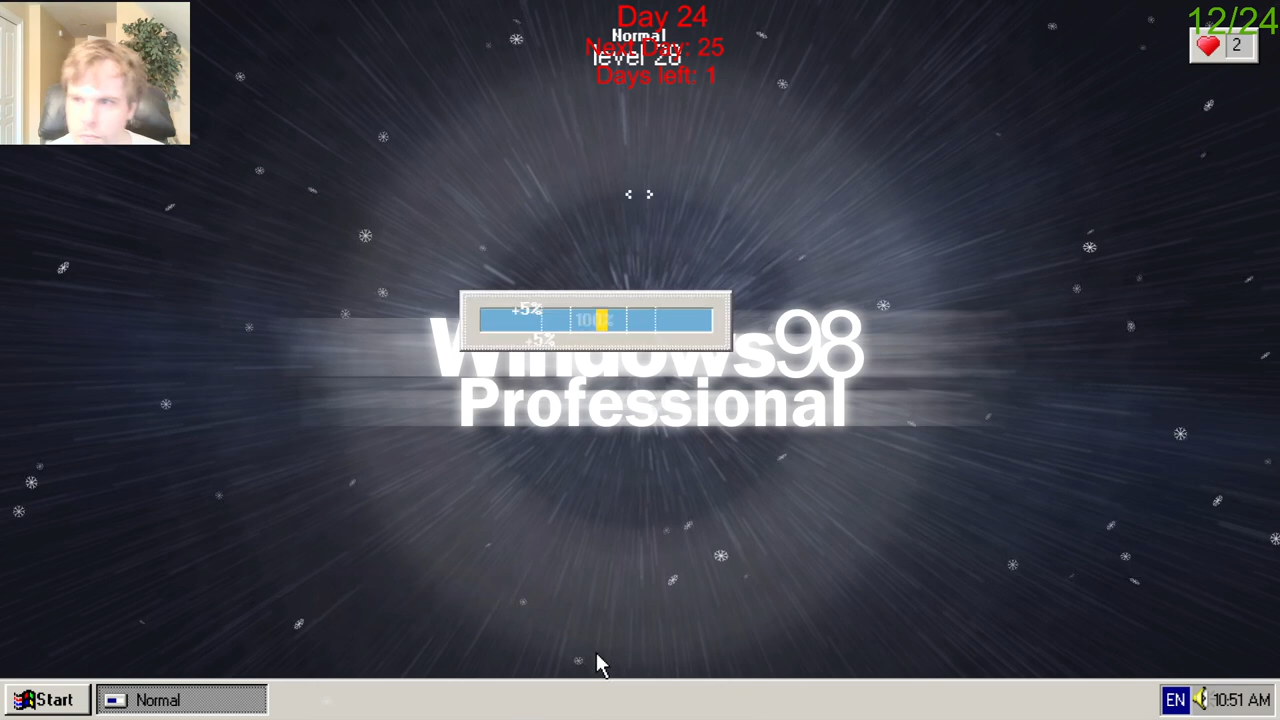 Day 24
Normal
Next Day: 25
level 28
Days left: 1
12/24
2
< >
+5%
100%
+5%
Windows98
Professional
Start
Normal
EN
10:51 AM